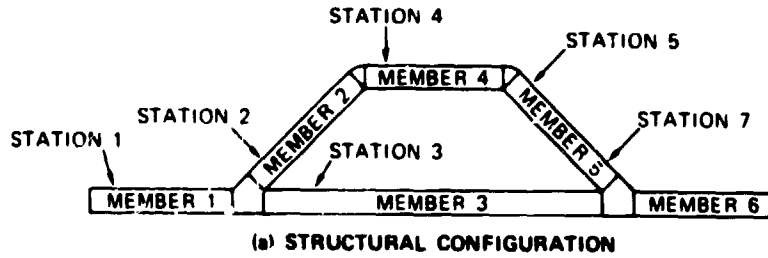 STATION 4
STATION 5
MEMBER 4
STATION 2
MEMBER 2
MEMBER 5
STATION 7
STATION 1
STATION 3
MEMBER 1
MEMBER 3
MEMBER 6
(a) STRUCTURAL CONFIGURATION